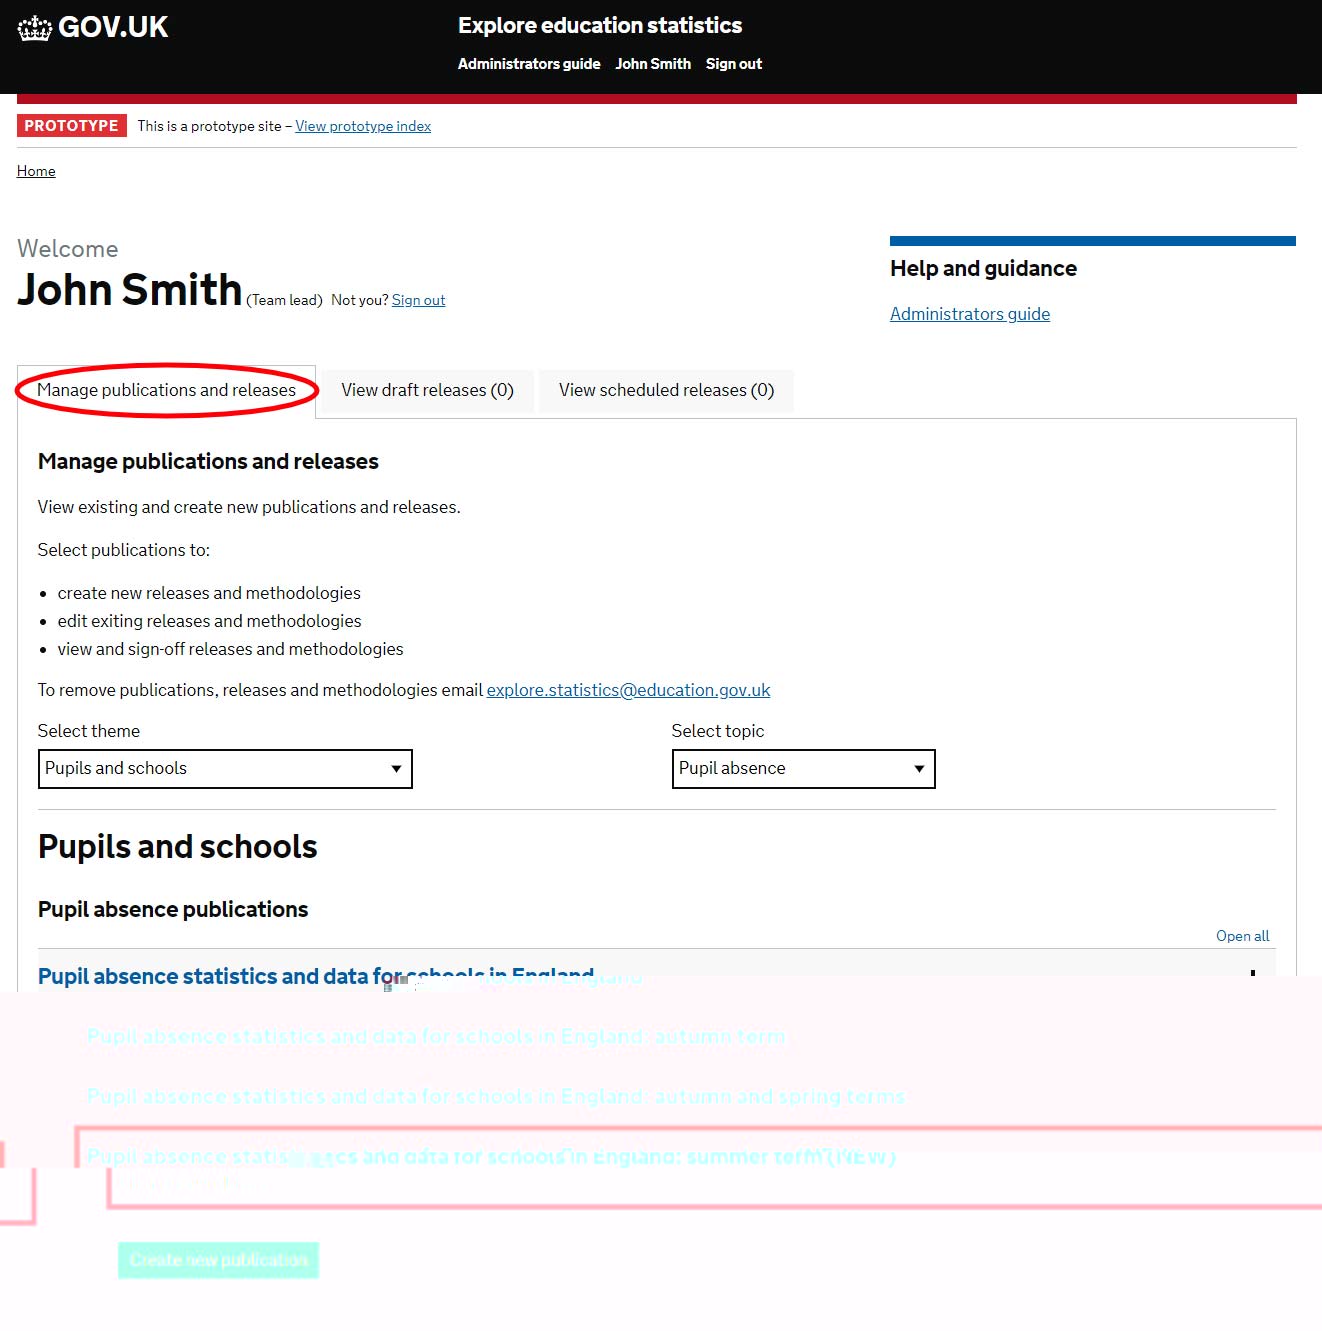 GOV.UK
Explore education statistics
Administrators guide John Smith Sign out
PROTOTYPE This is a prototype site – View prototype index
Home
Welcome
John Smith (Team lead) Not you? Sign out
Help and guidance
Administrators guide
Manage publications and releases View draft releases (0) View scheduled releases (0)
Manage publications and releases
View existing and create new publications and releases.
Select publications to:
• create new releases and methodologies
• edit exiting releases and methodologies
• view and sign-off releases and methodologies
To remove publications, releases and methodologies email explore.statistics@education.gov.uk
Select theme Select topic
Pupils and schools Pupil absence
Pupils and schools
Pupil absence publications
Open all
Pupil absence statistics and data for schools in England
Pupil absence statistics and data for schools in England: autumn term
Pupil absence statistics and data for schools in England: autumn and spring terms
Pupil absence statistics and data for schools in England: summer term (NEW)
Create new publication